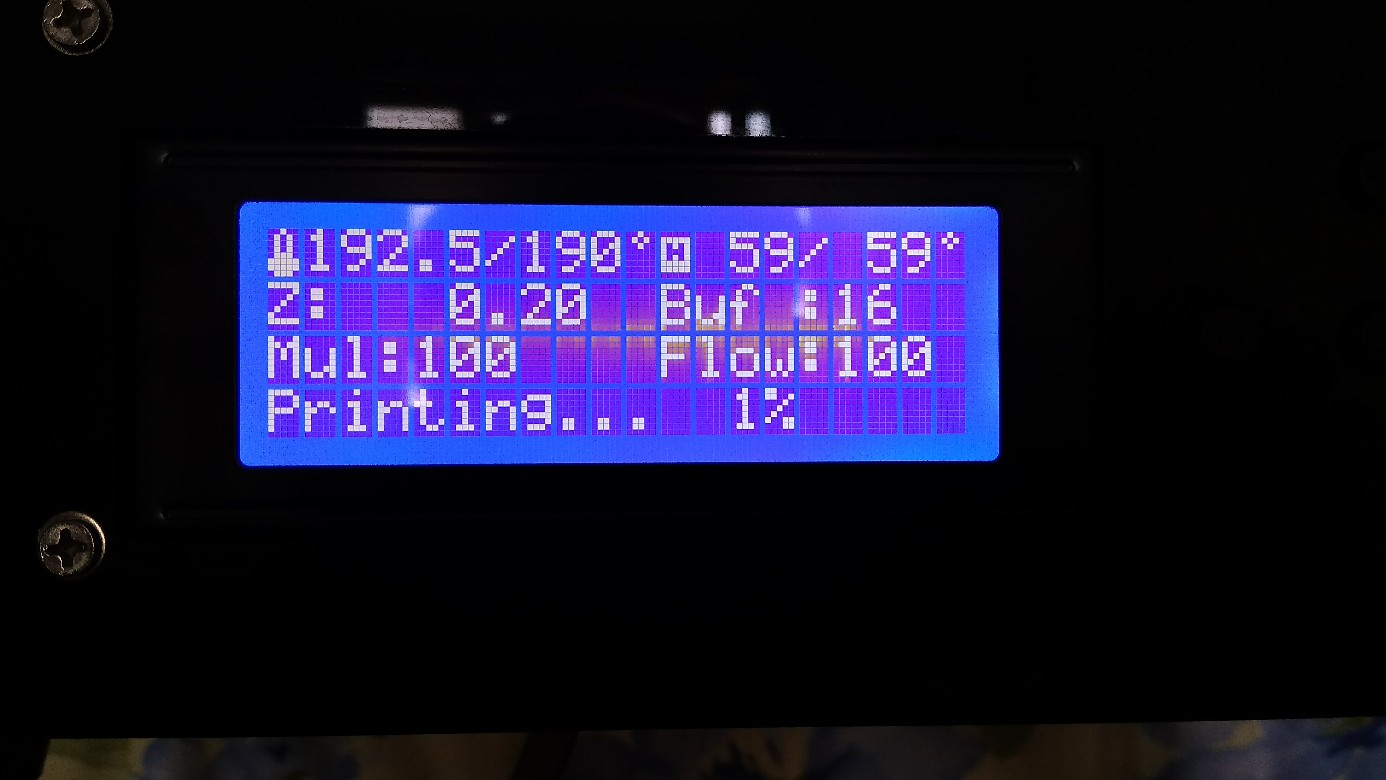 192.5/190° 59/ 59°
Z: 0.20 Buf :16
Mul:100 Flow:100
Printing... 1%